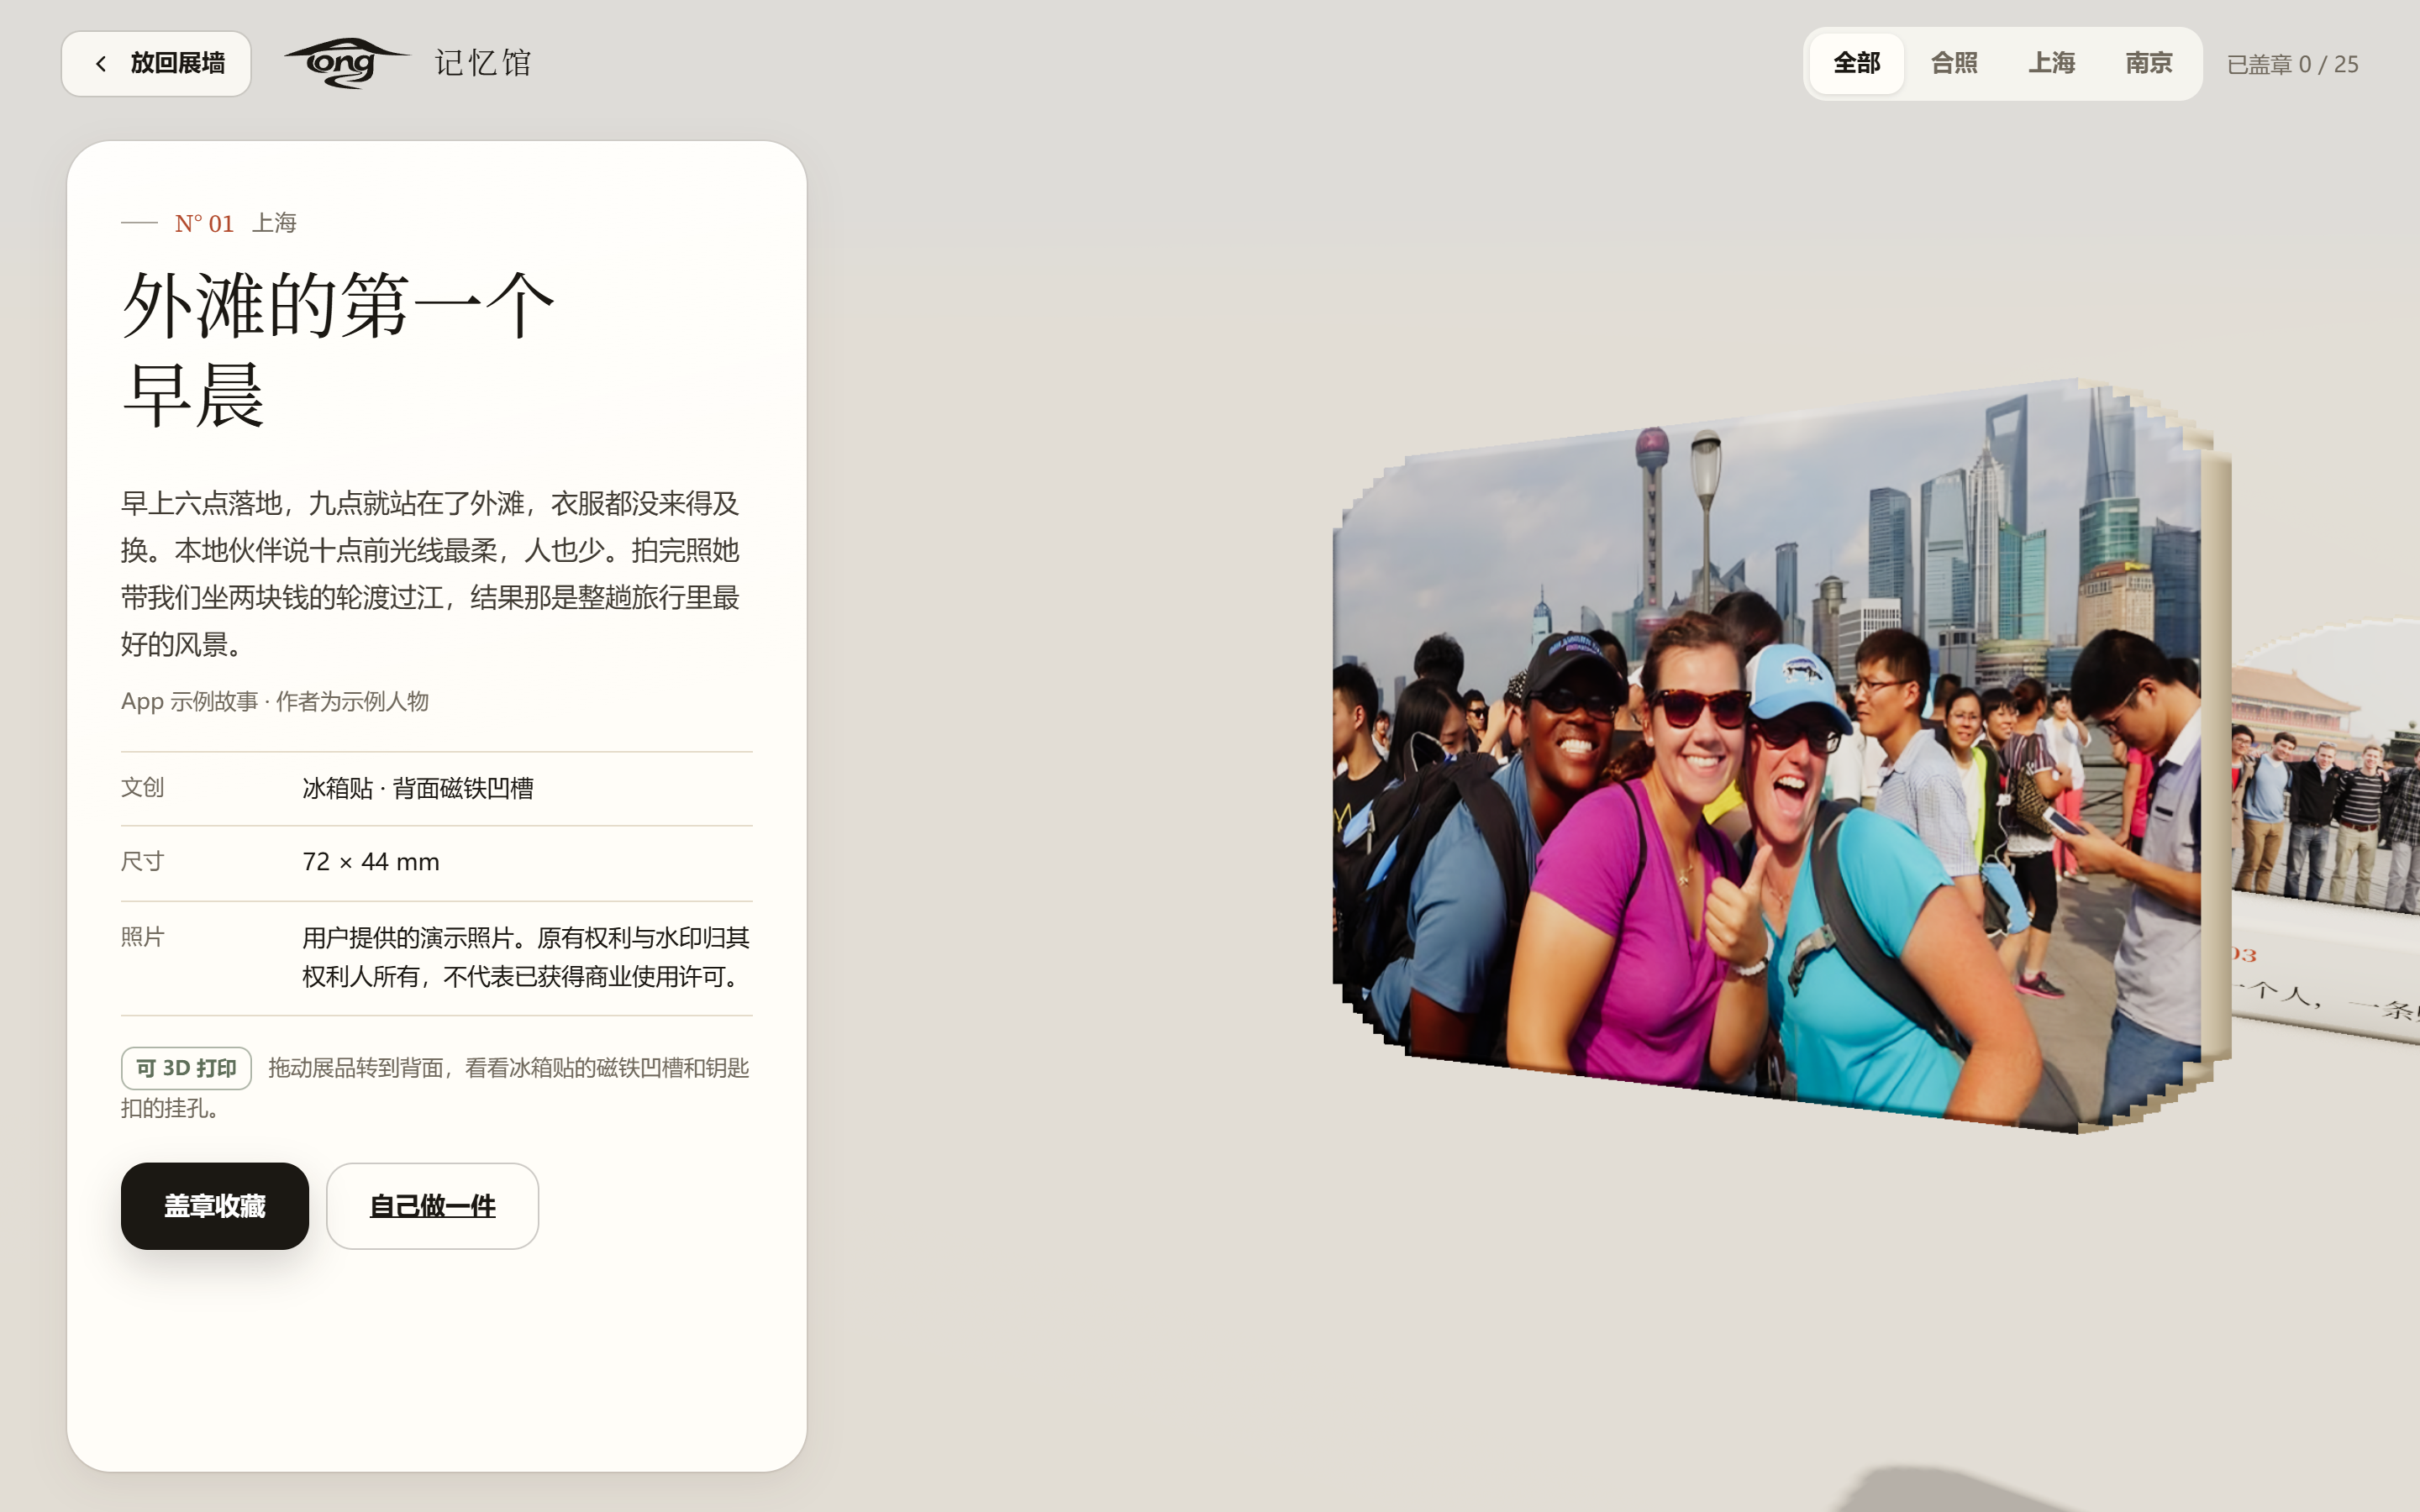 放回展墙
long 记忆馆
全部 合照 上海 南京 已盖章 0 / 25
N° 01 上海
外滩的第一个
早晨
早上六点落地，九点就站在了外滩，衣服都没来得及
换。本地伙伴说十点前光线最柔，人也少。拍完照她
带我们坐两块钱的轮渡过江，结果那是整趟旅行里最
好的风景。
App 示例故事 · 作者为示例人物
文创 冰箱贴 · 背面磁铁凹槽
尺寸 72 × 44 mm
照片 用户提供的演示照片。原有权利与水印归其
权利人所有，不代表已获得商业使用许可。
可 3D 打印 拖动展品转到背面，看看冰箱贴的磁铁凹槽和钥匙
扣的挂孔。
盖章收藏 自己做一件
03
一个人，一条